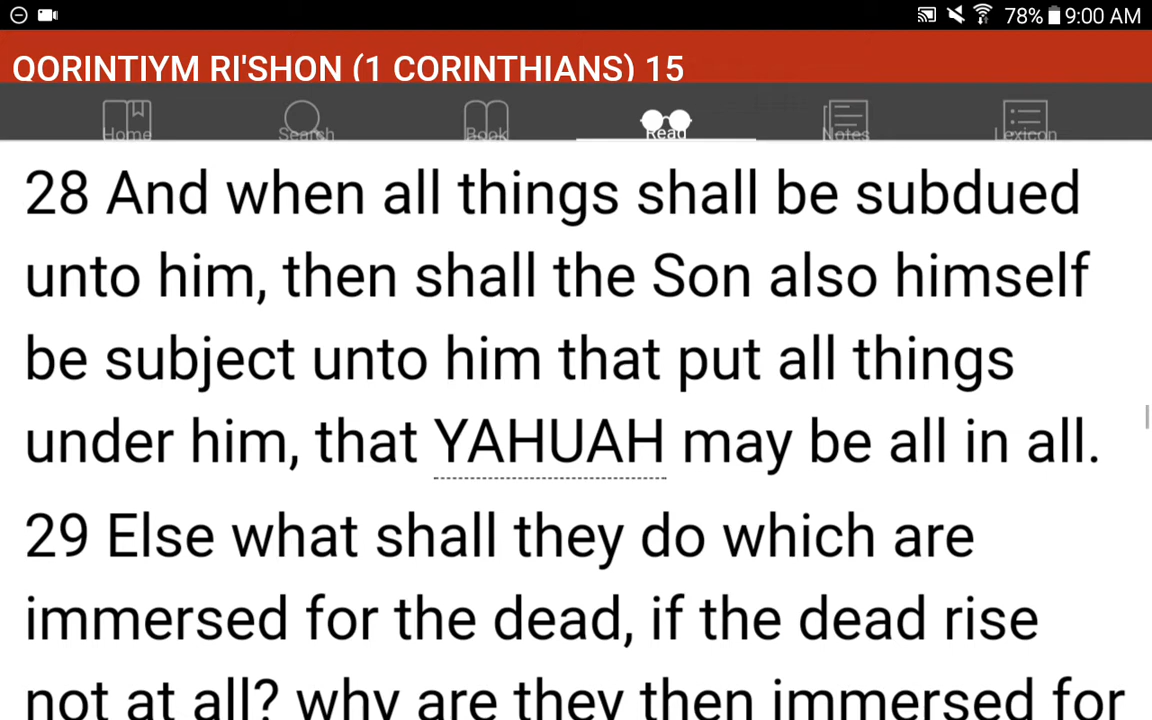 78% 9:00 AM
QORINTIYM RI'SHON (1 CORINTHIANS) 15
Home Search Book Read Notes Lexicon
28 And when all things shall be subdued
unto him, then shall the Son also himself
be subject unto him that put all things
under him, that YAHUAH may be all in all.
29 Else what shall they do which are
immersed for the dead, if the dead rise
not at all? why are they then immersed for